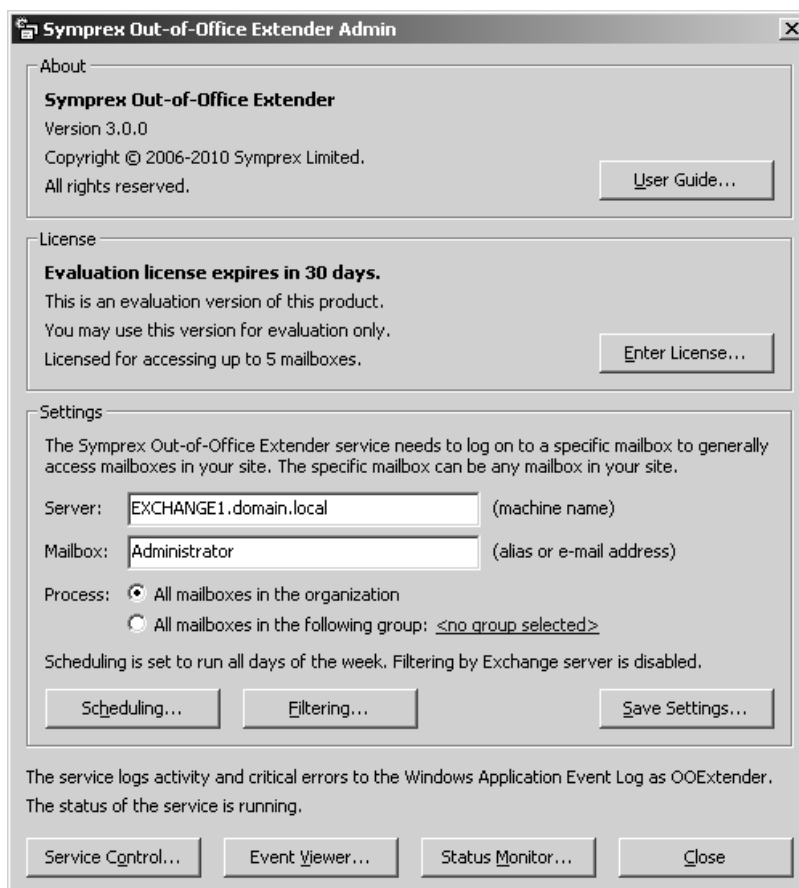 Symprex Out-of-Office Extender Admin
About
Symprex Out-of-Office Extender
Version 3.0.0
Copyright © 2006-2010 Symprex Limited.
All rights reserved.
User Guide...
License
Evaluation license expires in 30 days.
This is an evaluation version of this product.
You may use this version for evaluation only.
Licensed for accessing up to 5 mailboxes.
Enter License...
Settings
The Symprex Out-of-Office Extender service needs to log on to a specific mailbox to generally
access mailboxes in your site. The specific mailbox can be any mailbox in your site.
Server: EXCHANGE1.domain.local (machine name)
Mailbox: Administrator (alias or e-mail address)
Process: All mailboxes in the organization
All mailboxes in the following group: <no group selected>
Scheduling is set to run all days of the week. Filtering by Exchange server is disabled.
Scheduling... Filtering... Save Settings...
The service logs activity and critical errors to the Windows Application Event Log as OOExtender.
The status of the service is running.
Service Control... Event Viewer... Status Monitor... Close